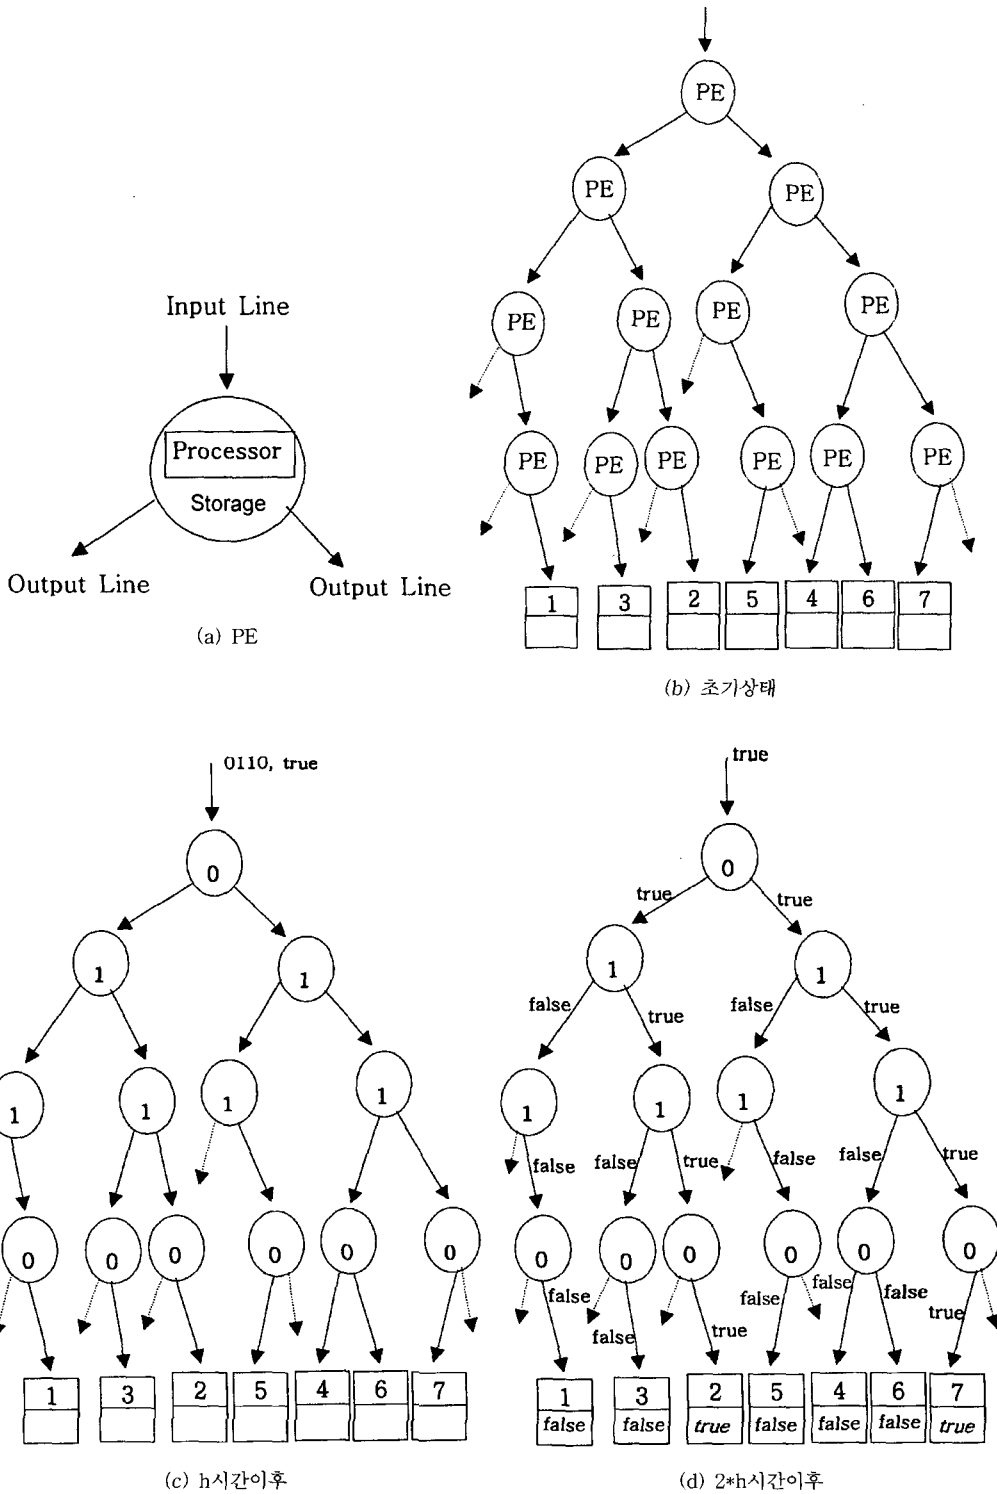 Input Line
Processor
Storage
Output Line
Output Line
(a) PE
PE
PE
PE
PE
PE
PE
PE
PE
PE
PE
PE
PE
PE
1
3
2
5
4
6
7
(b) 초기상태
0110, true
0
1
1
1
1
1
1
0
0
0
0
0
0
1
3
2
5
4
6
7
(c) h시간이후
true
0
true
true
1
1
false
true
false
true
1
1
1
1
false
false
true
false
false
true
0
0
0
0
0
0
false
false
true
false
false
false
true
1
3
2
5
4
6
7
false
false
true
false
false
false
true
(d) 2*h시간이후